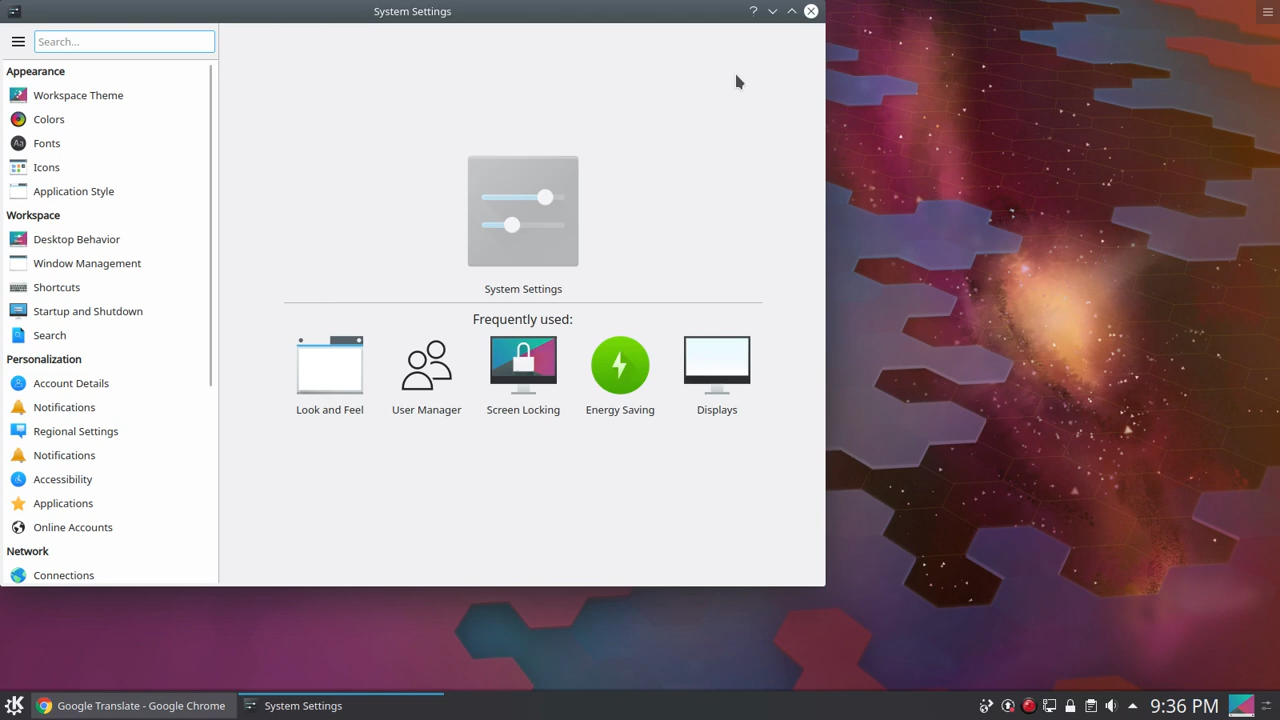 System Settings
Search...
Appearance
Workspace Theme
Colors
Aa Fonts
Icons
Application Style
Workspace
Desktop Behavior
Window Management
Shortcuts
Startup and Shutdown
Search
Personalization
Account Details
Notifications
Regional Settings
Notifications
Accessibility
Applications
Online Accounts
Network
Connections
System Settings
Frequently used:
Look and Feel
User Manager
Screen Locking
Energy Saving
Displays
Google Translate - Google Chrome
System Settings
9:36 PM